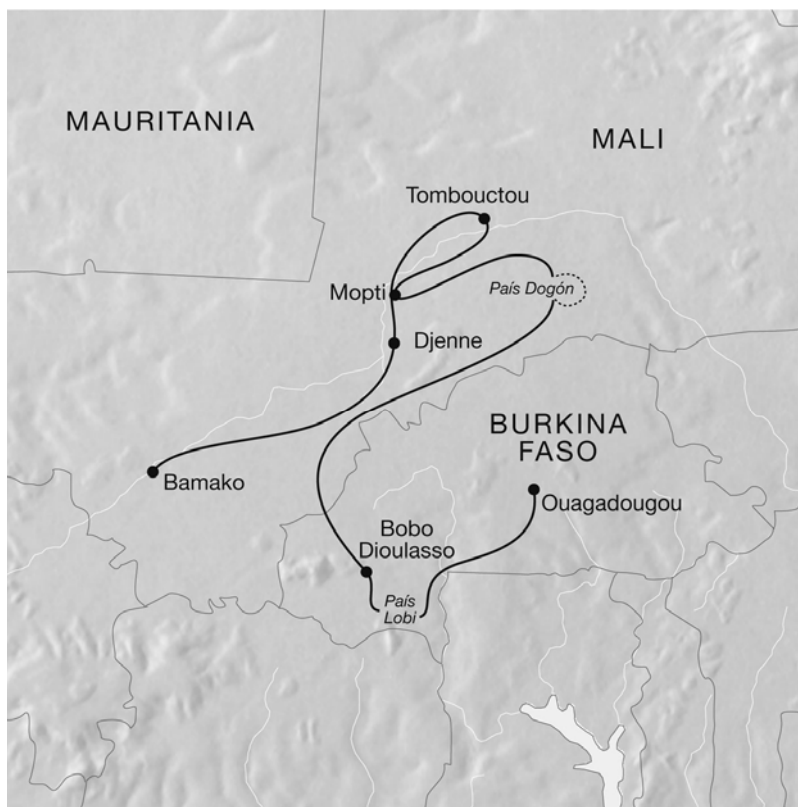 MAURITANIA
MALI
Tombouctou
Mopti
País Dogón
Djenne
BURKINA
FASO
Bamako
Ouagadougou
Bobo
Dioulasso
País
Lobi